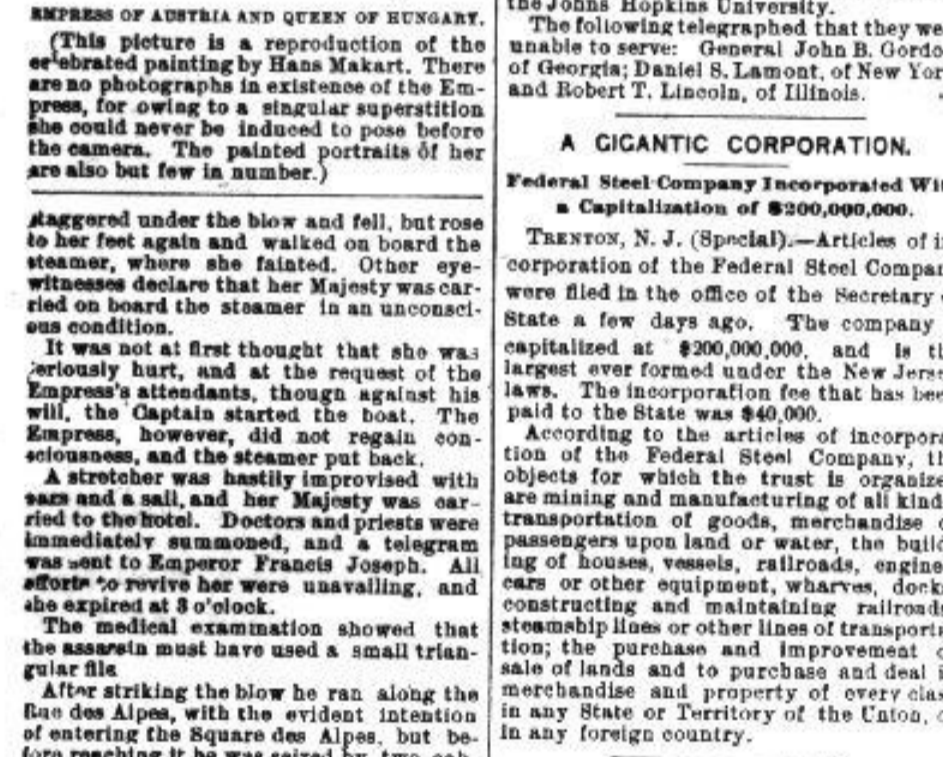 EMPRESS OF AUSTRIA AND QUEEN OF HUNGARY.
(This picture is a reproduction of the
celebrated painting by Hans Makart. There
are no photographs in existence of the Em-
press, for owing to a singular superstition
she could never be induced to pose before
the camera. The painted portraits of her
are also but few in number.)
staggered under the blow and fell, but rose
to her feet again and walked on board the
steamer, where she fainted. Other eye-
witnesses declare that her Majesty was car-
ried on board the steamer in an unconsci-
ous condition.
It was not at first thought that she was
seriously hurt, and at the request of the
Empress's attendants, though against his
will, the Captain started the boat. The
Empress, however, did not regain con-
sciousness, and the steamer put back.
A stretcher was hastily improvised with
oars and a sail, and her Majesty was car-
ried to the hotel. Doctors and priests were
immediately summoned, and a telegram
was sent to Emperor Francis Joseph. All
efforts to revive her were unavailing, and
she expired at 3 o'clock.
The medical examination showed that
the assassin must have used a small trian-
gular file
After striking the blow he ran along the
Rue des Alpes, with the evident intention
of entering the Square des Alpes, but be-
fore reaching it he was seized by two cab-
the Johns Hopkins University.
The following telegraphed that they we
unable to serve: General John B. Gordo
of Georgia; Daniel S. Lamont, of New Yor
and Robert T. Lincoln, of Illinois.
A GIGANTIC CORPORATION.
Federal Steel Company Incorporated Wit
a Capitalization of $200,000,000.
TRENTON, N. J. (Special).—Articles of i
corporation of the Federal Steel Compan
were filed in the office of the Secretary
State a few days ago. The company
capitalized at $200,000,000, and is th
largest ever formed under the New Jerse
laws. The incorporation fee that has bee
paid to the State was $40,000.
According to the articles of incorpora
tion of the Federal Steel Company, th
objects for which the trust is organize
are mining and manufacturing of all kind
transportation of goods, merchandise o
passengers upon land or water, the build
ing of houses, vessels, railroads, engine
cars or other equipment, wharves, dock
constructing and maintaining railroads
steamship lines or other lines of transporta
tion; the purchase and improvement o
sale of lands and to purchase and deal i
merchandise and property of every clas
in any State or Territory of the Union, o
in any foreign country.